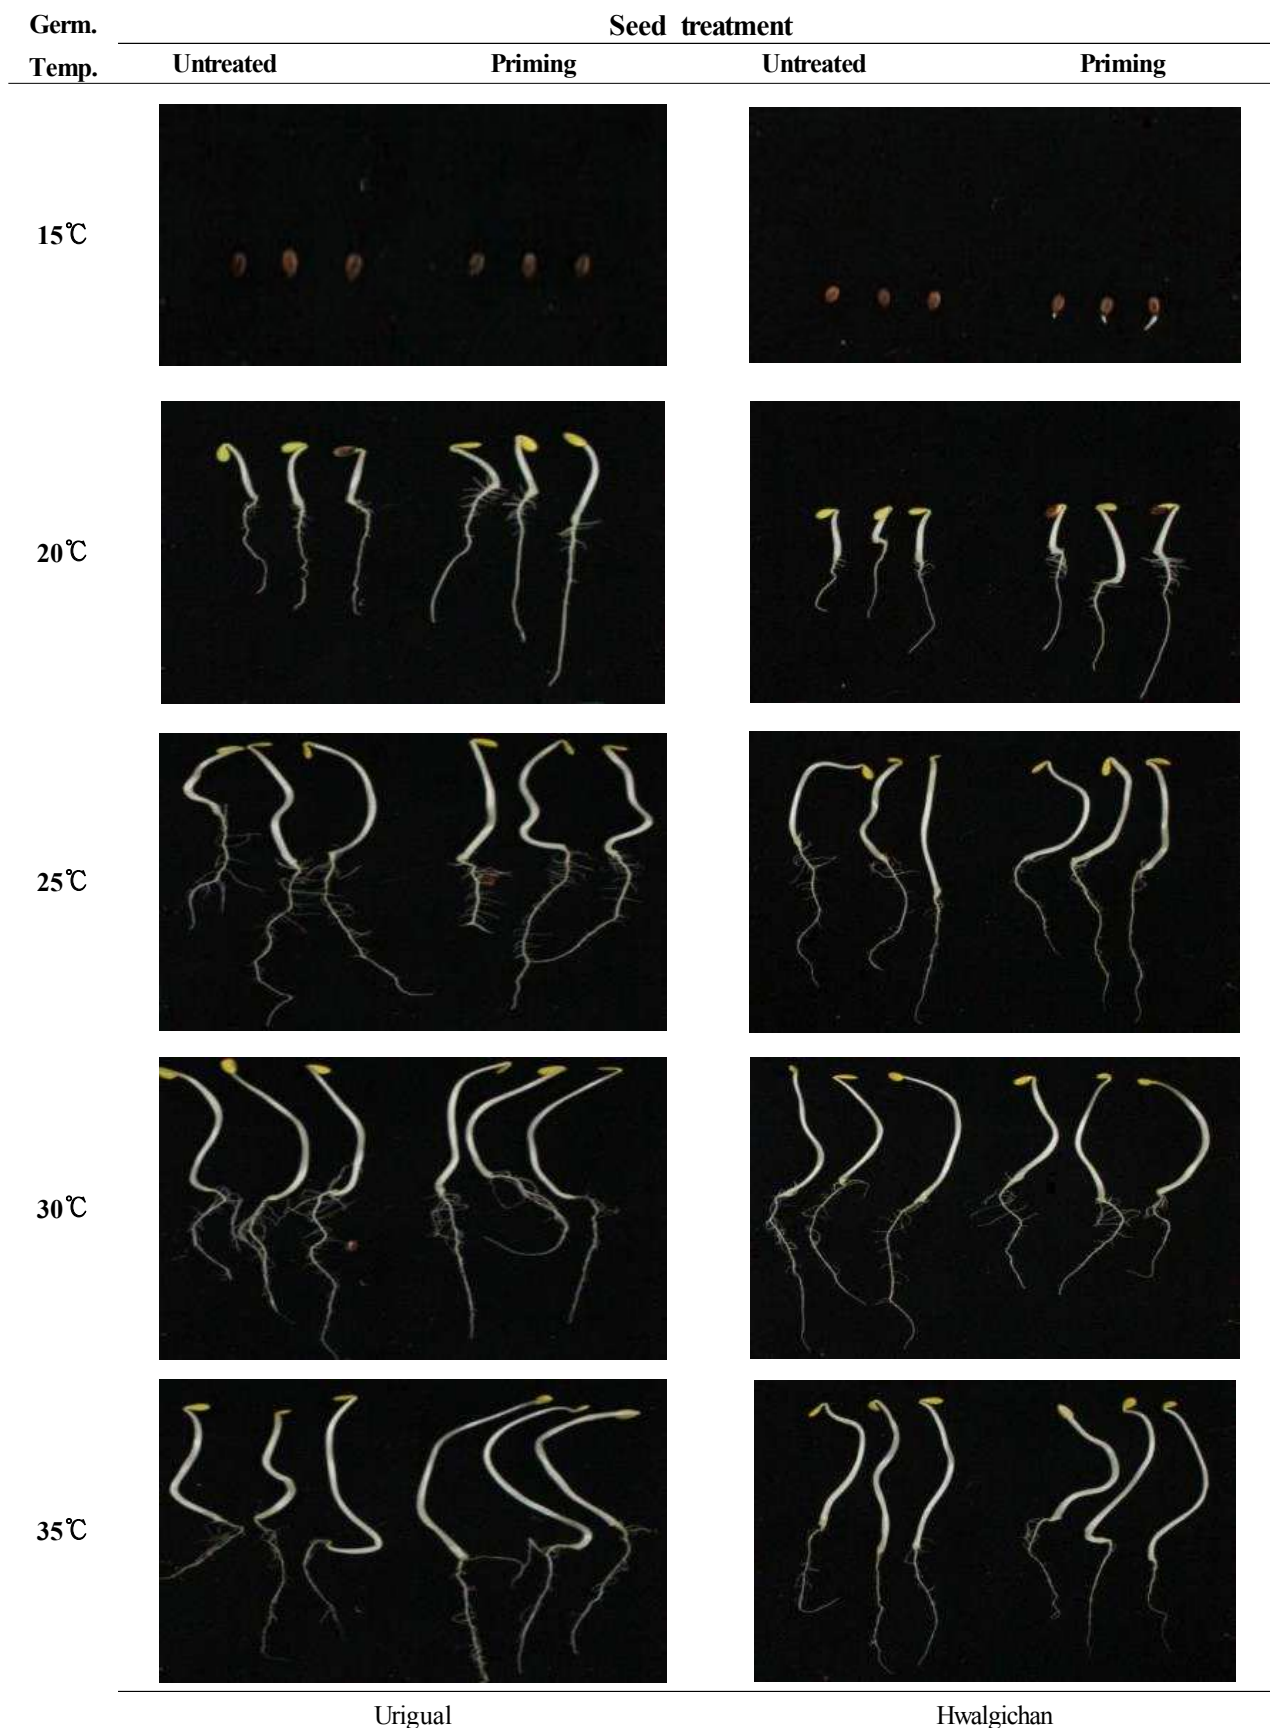 Germ. Seed treatment
Temp. Untreated Priming Untreated Priming
15℃
20℃
25℃
30℃
35℃
Urigual Hwalgichan